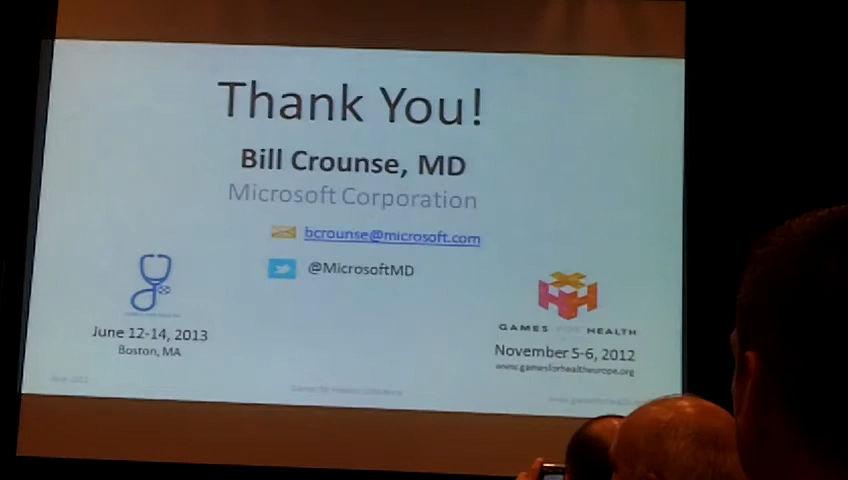 Thank You!
Bill Crounse, MD
Microsoft Corporation
bcrounse@microsoft.com
@MicrosoftMD
June 12-14, 2013
Boston, MA
GAMES FOR HEALTH
November 5-6, 2012
www.gamesforhealtheurope.org